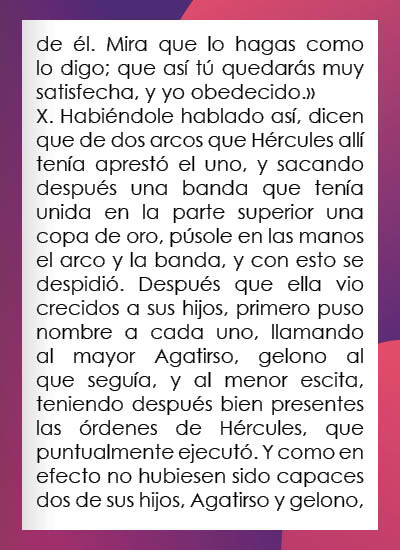 de él. Mira que lo hagas como
lo digo; que así tú quedarás muy
satisfecha, y yo obedecido.»
X. Habiéndole hablado así, dicen
que de dos arcos que Hércules allí
tenía aprestó el uno, y sacando
después una banda que tenía
unida en la parte superior una
copa de oro, púsole en las manos
el arco y la banda, y con esto se
despidió. Después que ella vio
crecidos a sus hijos, primero puso
nombre a cada uno, llamando
al mayor Agatirso, gelono al
que seguía, y al menor escita,
teniendo después bien presentes
las órdenes de Hércules, que
puntualmente ejecutó. Y como en
efecto no hubiesen sido capaces
dos de sus hijos, Agatirso y gelono,